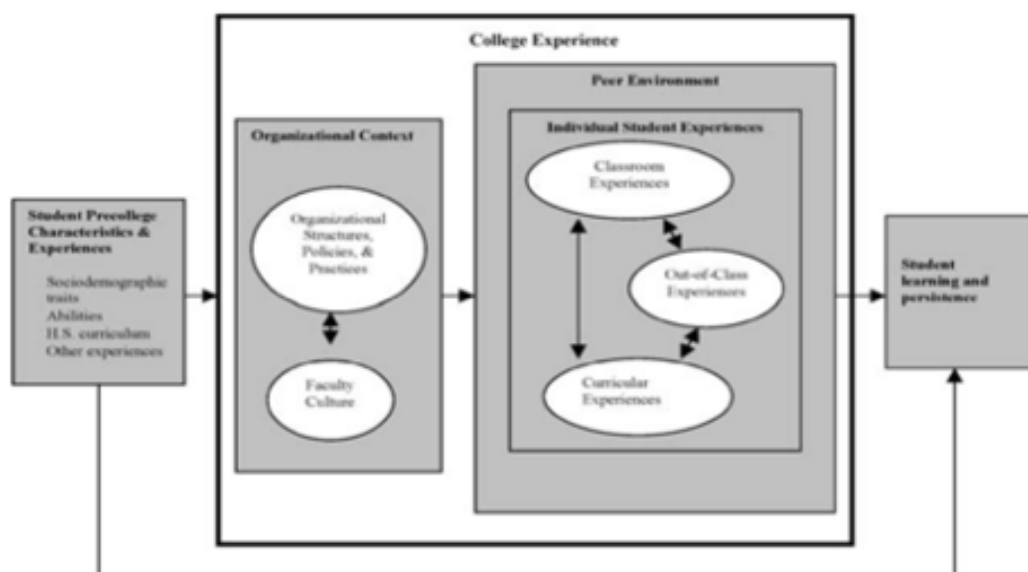 College Experience
Peer Environment
Organizational Context
Individual Student Experiences
Classroom
Experiences
Student Precollege
Characteristics &
Experiences
Sociodemographic
traits
Abilities
H.S. curriculum
Other experiences
Organizational
Structures,
Policies, &
Practices
Out-of-Class
Experiences
Faculty
Culture
Curricular
Experiences
Student
learning and
persistence